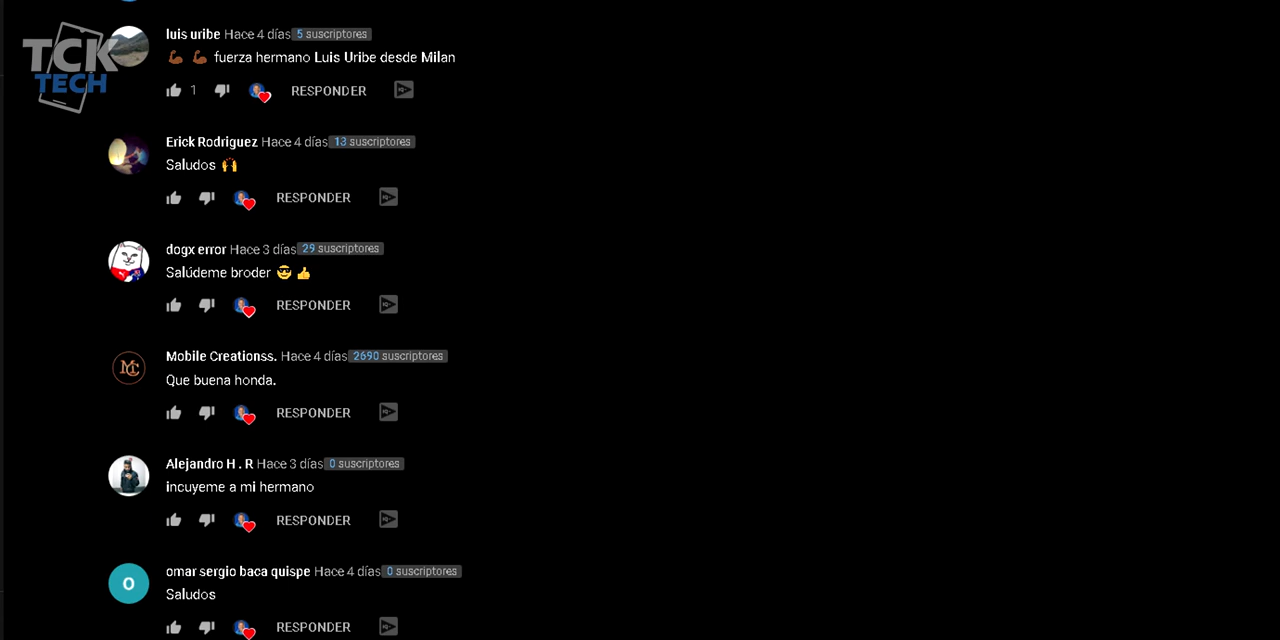 TCK
TECH
luis uribe Hace 4 días 5 suscriptores
💪🏾 💪🏾 fuerza hermano Luis Uribe desde Milan
1 RESPONDER
Erick Rodriguez Hace 4 días 13 suscriptores
Saludos 🙌
RESPONDER
dogx error Hace 3 días 29 suscriptores
Salúdeme broder 😎 👍
RESPONDER
MC
Mobile Creationss. Hace 4 días 2690 suscriptores
Que buena honda.
RESPONDER
Alejandro H . R Hace 3 días 0 suscriptores
incuyeme a mi hermano
RESPONDER
O
omar sergio baca quispe Hace 4 días 0 suscriptores
Saludos
RESPONDER